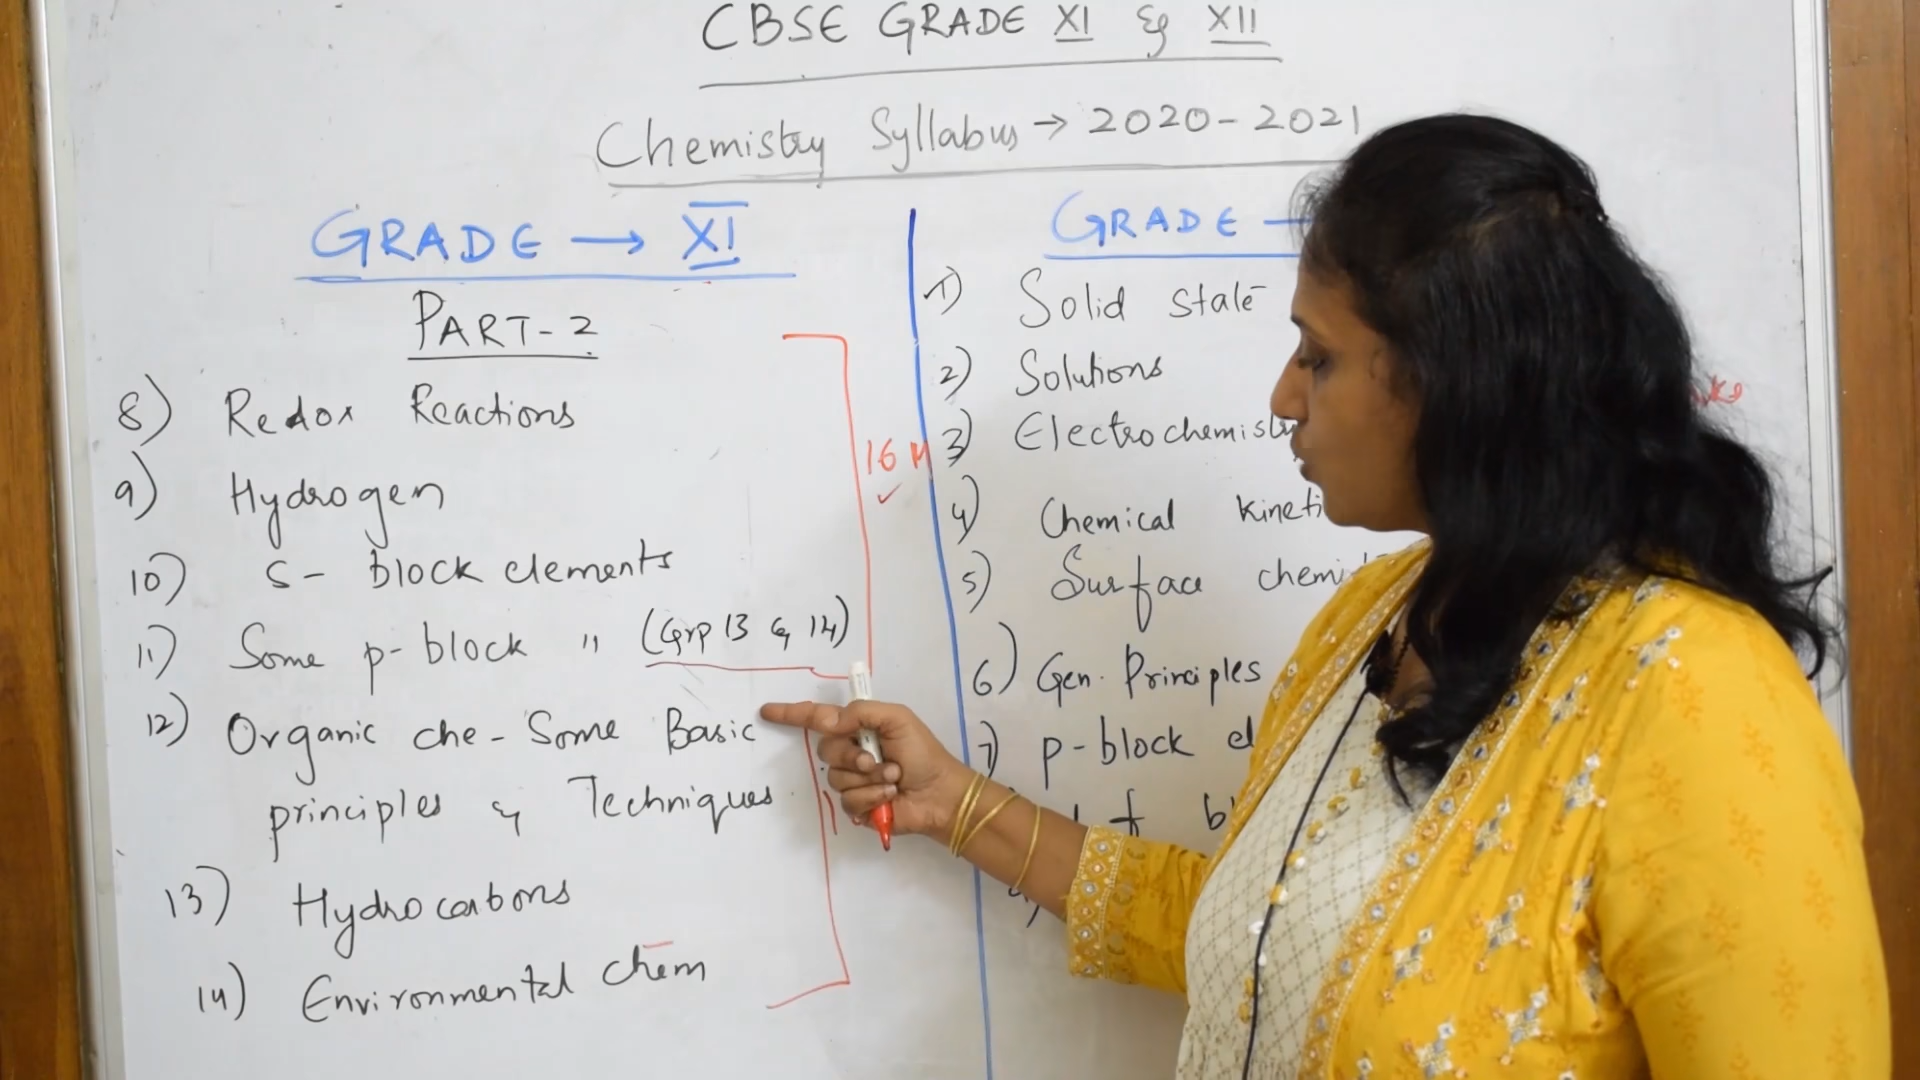 CBSE GRADE XI & XII
Chemistry Syllabus → 2020-2021
GRADE → XI
PART-2
8) Redox Reactions
9) Hydrogen
10) S- block elements
11) Some p-block " (Grp 13 & 14)
12) Organic che - Some Basic
principles & Techniques
13) Hydrocarbons
14) Environmental Chem
16 M
GRADE →
1) Solid state
2) Solutions
3) Electrochemistry
4) Chemical kineti
5) Surface chemi
6) Gen. Principles
7) p-block el